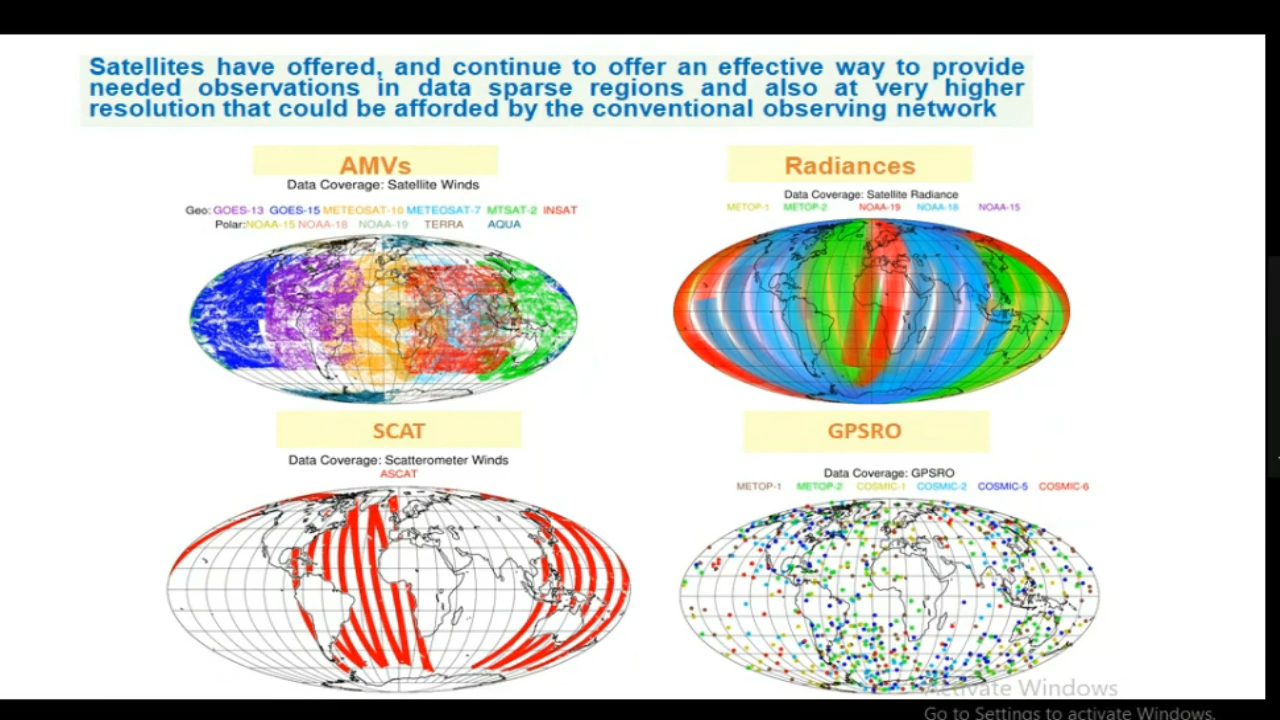 Satellites have offered, and continue to offer an effective way to provide
needed observations in data sparse regions and also at very higher
resolution that could be afforded by the conventional observing network
AMVs
Data Coverage: Satellite Winds
Geo: GOES-13 GOES-15 METEOSAT-10 METEOSAT-7 MTSAT-2 INSAT
Polar:NOAA-15 NOAA-18 NOAA-19 TERRA AQUA
Radiances
Data Coverage: Satellite Radiance
METOP-1 METOP-2 NOAA-19 NOAA-18 NOAA-15
SCAT
Data Coverage: Scatterometer Winds
ASCAT
GPSRO
Data Coverage: GPSRO
METOP-1 METOP-2 COSMIC-1 COSMIC-2 COSMIC-5 COSMIC-6
Activate Windows
Go to Settings to activate Windows.